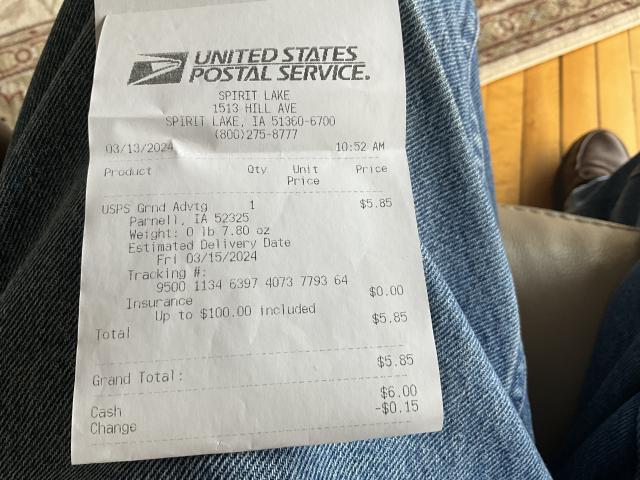 UNITED STATES
POSTAL SERVICE.
SPIRIT LAKE
1513 HILL AVE
SPIRIT LAKE, IA 51360-6700
(800)275-8777
03/13/2024 10:52 AM
Product Qty Unit Price
Price
USPS Grnd Advtg 1 $5.85
Parnell, IA 52325
Weight: 0 lb 7.80 oz
Estimated Delivery Date
Fri 03/15/2024
Tracking #:
9500 1134 6397 4073 7793 64
Insurance $0.00
Up to $100.00 included
Total $5.85
Grand Total: $5.85
Cash $6.00
Change -$0.15